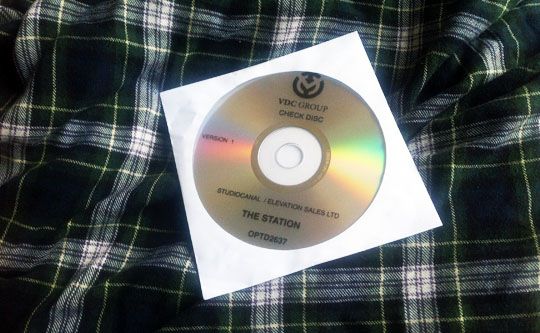 VDC GROUP
CHECK DISC
VERSION 1
STUDIOCANAL / ELEVATION SALES LTD
THE STATION
OPTD2637